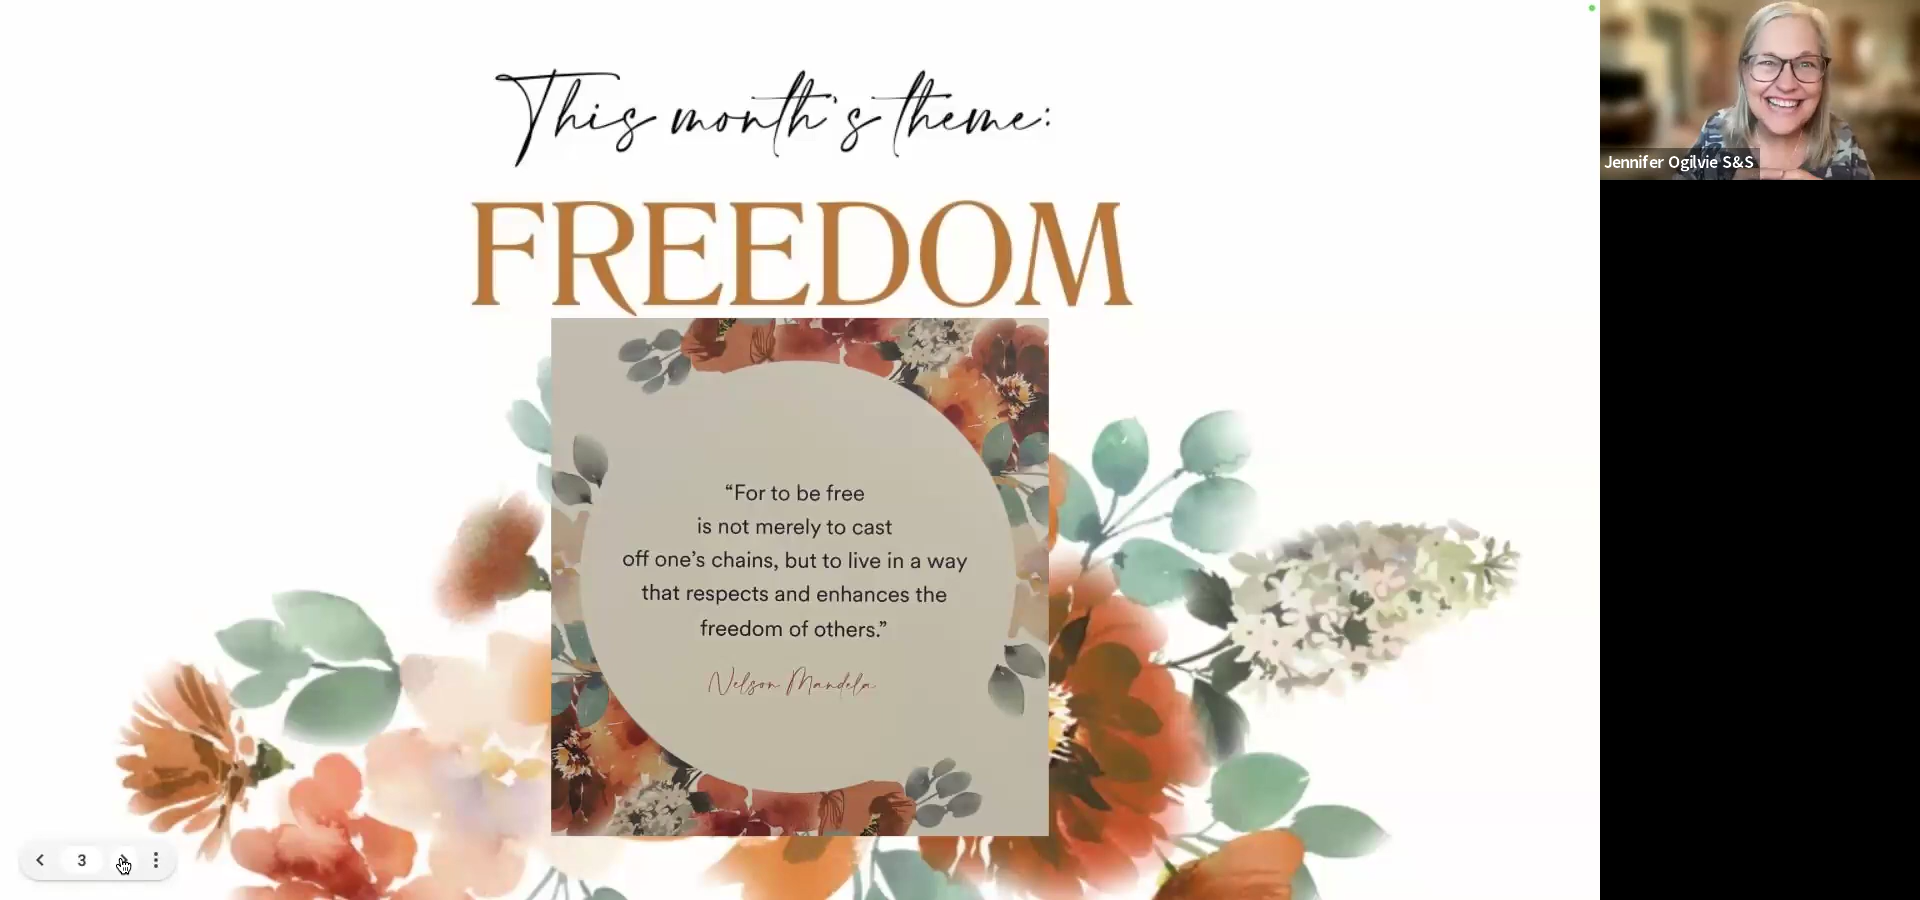 This month's theme:
FREEDOM
“For to be free
is not merely to cast
off one’s chains, but to live in a way
that respects and enhances the
freedom of others.”
Nelson Mandela
Jennifer Ogilvie S&S
3